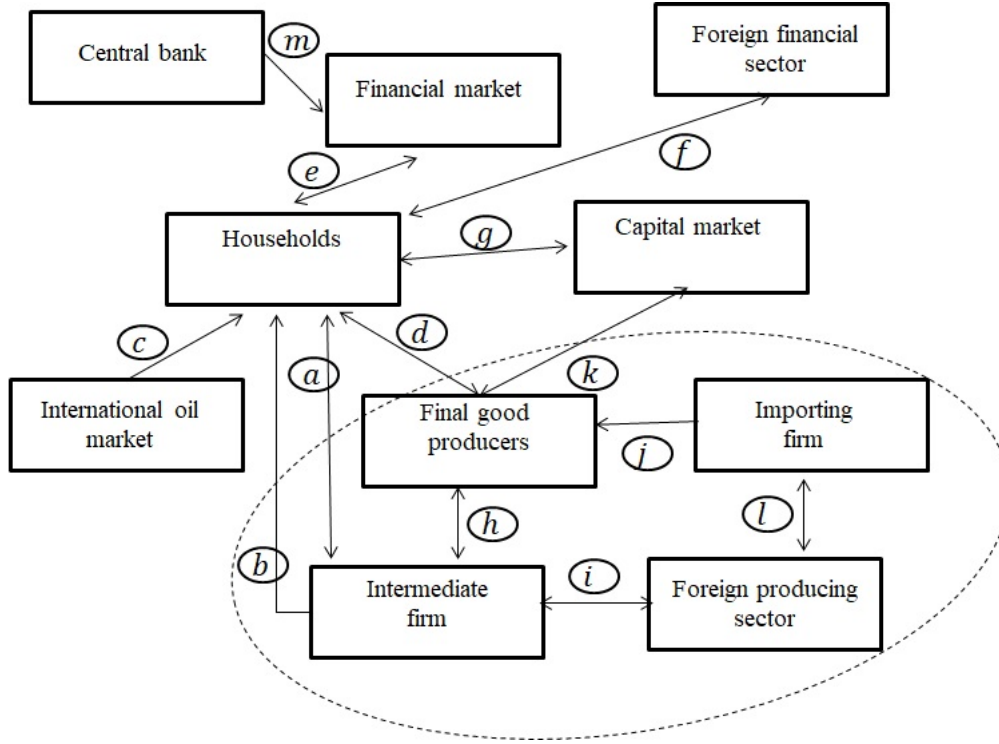 Central bank
m
Financial market
Foreign financial
sector
e
f
Households
g
Capital market
c
a
d
k
International oil
market
Final good
producers
j
Importing
firm
b
h
l
Intermediate
firm
i
Foreign producing
sector